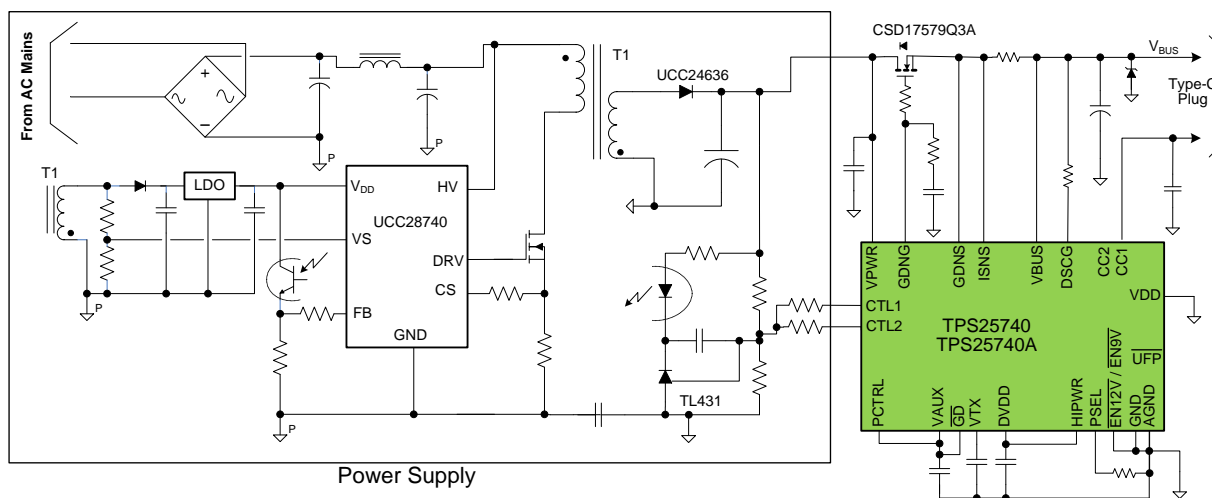 From AC Mains
T1
CSD17579Q3A
UCC24636
VBUS
Type-C
Plug
P
P
T1
LDO
VDD
HV
UCC28740
VS
DRV
CS
FB
GND
P
P
TL431
VPWR
GDNG
GDNS
ISNS
VBUS
DSCG
CC2
CC1
CTL1
CTL2
VDD
TPS25740
TPS25740A
UFP
PCTRL
VAUX
GD
VTX
DVDD
HIPWR
PSEL
EN12V / EN9V
GND
AGND
Power Supply